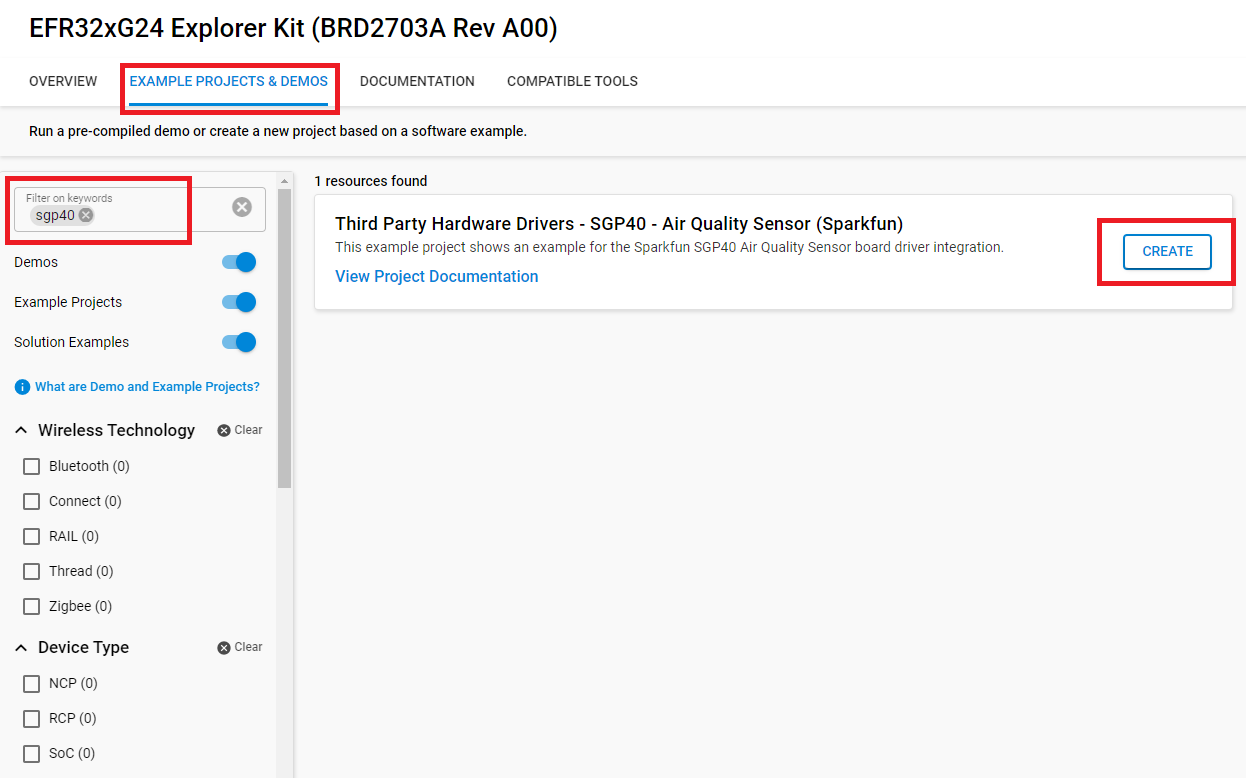 EFR32xG24 Explorer Kit (BRD2703A Rev A00)
OVERVIEW EXAMPLE PROJECTS & DEMOS DOCUMENTATION COMPATIBLE TOOLS
Run a pre-compiled demo or create a new project based on a software example.
Filter on keywords
sgp40
Demos
Example Projects
Solution Examples
What are Demo and Example Projects?
Wireless Technology Clear
Bluetooth (0)
Connect (0)
RAIL (0)
Thread (0)
Zigbee (0)
Device Type Clear
NCP (0)
RCP (0)
SoC (0)
1 resources found
Third Party Hardware Drivers - SGP40 - Air Quality Sensor (Sparkfun)
This example project shows an example for the Sparkfun SGP40 Air Quality Sensor board driver integration.
View Project Documentation
CREATE